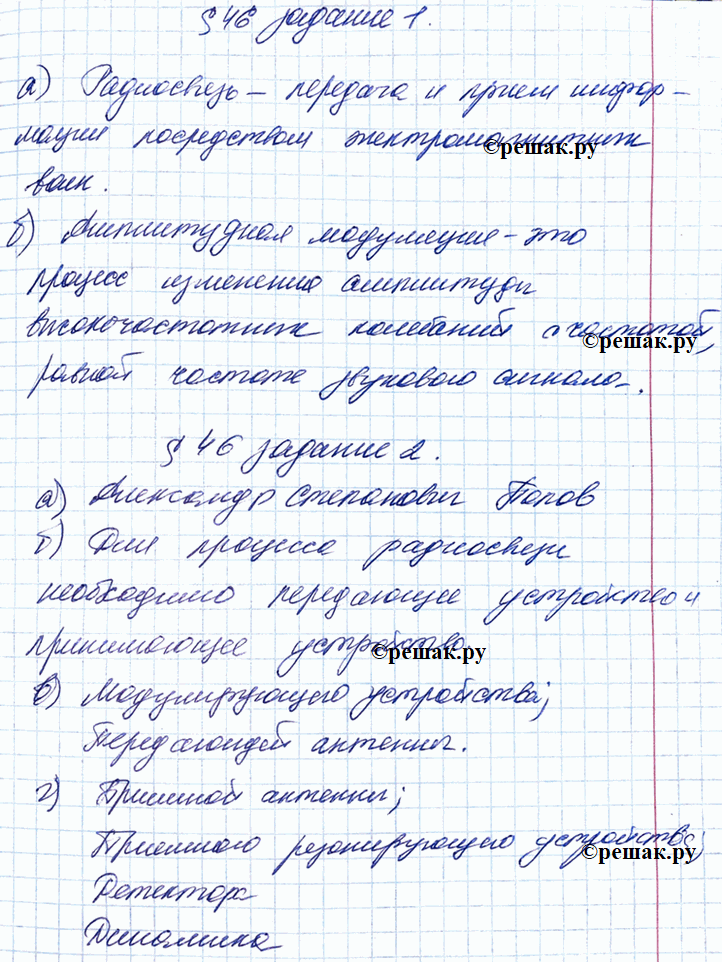 § 46 задание 1.
а) Радиосвязь – передача и прием инфор-
мации посредством электромагнитных
©решак.ру
волн.
б) Амплитудная модуляция – это
процесс изменения амплитуды
высокочастотных колебаний с частотой,
©решак.ру
равной частоте звукового сигнала.
§ 46 задание 2.
а) Александр Степанович Попов
б) Для процесса радиосвязи
необходимо передающее устройство и
принимающее устройство
©решак.ру
в) Модулирующего устройства;
Передающей антенны.
г) Приемной антенны;
Приемного резонирующего устройства;
©решак.ру
Детектора
Динамика